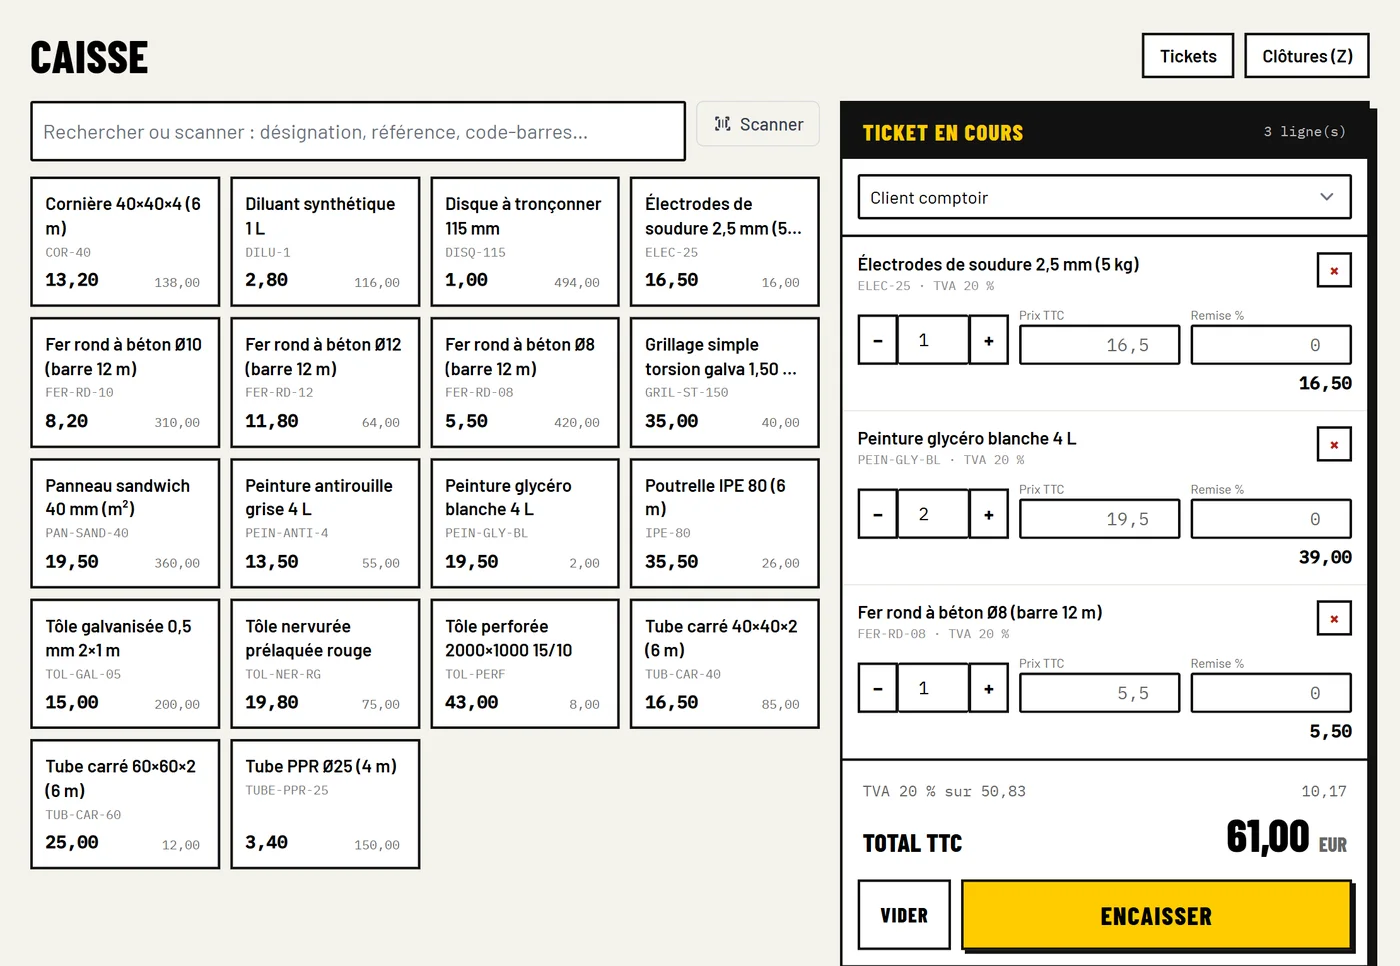 CAISSE
Tickets
Clôtures (Z)
Rechercher ou scanner : désignation, référence, code-barres...
Scanner
Cornière 40×40×4 (6
m)
COR-40
13,20 138,00
Diluant synthétique
1 L
DILU-1
2,80 116,00
Disque à tronçonner
115 mm
DISQ-115
1,00 494,00
Électrodes de
soudure 2,5 mm (5...
ELEC-25
16,50 16,00
Fer rond à béton Ø10
(barre 12 m)
FER-RD-10
8,20 310,00
Fer rond à béton Ø12
(barre 12 m)
FER-RD-12
11,80 64,00
Fer rond à béton Ø8
(barre 12 m)
FER-RD-08
5,50 420,00
Grillage simple
torsion galva 1,50 ...
GRIL-ST-150
35,00 40,00
Panneau sandwich
40 mm (m²)
PAN-SAND-40
19,50 360,00
Peinture antirouille
grise 4 L
PEIN-ANTI-4
13,50 55,00
Peinture glycéro
blanche 4 L
PEIN-GLY-BL
19,50 2,00
Poutrelle IPE 80 (6
m)
IPE-80
35,50 26,00
Tôle galvanisée 0,5
mm 2×1 m
TOL-GAL-05
15,00 200,00
Tôle nervurée
prélaquée rouge
TOL-NER-RG
19,80 75,00
Tôle perforée
2000×1000 15/10
TOL-PERF
43,00 8,00
Tube carré 40×40×2
(6 m)
TUB-CAR-40
16,50 85,00
Tube carré 60×60×2
(6 m)
TUB-CAR-60
25,00 12,00
Tube PPR Ø25 (4 m)
TUBE-PPR-25
3,40 150,00
TICKET EN COURS 3 ligne(s)
Client comptoir
Électrodes de soudure 2,5 mm (5 kg) ×
ELEC-25 · TVA 20 %
Prix TTC Remise %
− 1 + 16,5 0
16,50
Peinture glycéro blanche 4 L ×
PEIN-GLY-BL · TVA 20 %
Prix TTC Remise %
− 2 + 19,5 0
39,00
Fer rond à béton Ø8 (barre 12 m) ×
FER-RD-08 · TVA 20 %
Prix TTC Remise %
− 1 + 5,5 0
5,50
TVA 20 % sur 50,83 10,17
TOTAL TTC 61,00 EUR
VIDER
ENCAISSER